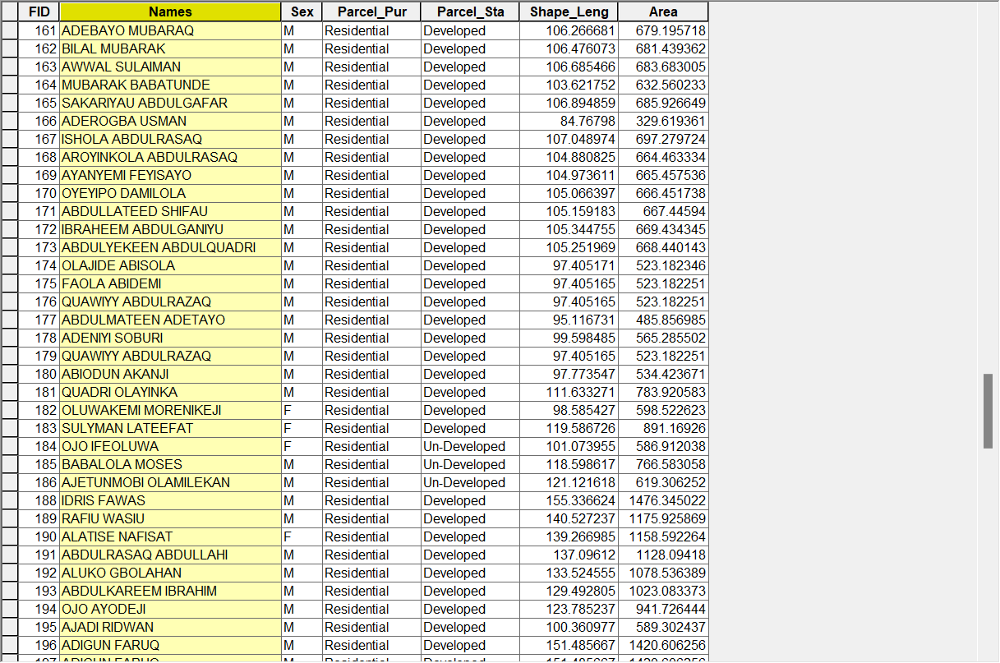 FID Names Sex Parcel_Pur Parcel_Sta Shape_Leng Area
161 ADEBAYO MUBARAQ M Residential Developed 106.266681 679.195718
162 BILAL MUBARAK M Residential Developed 106.476073 681.439362
163 AWWAL SULAIMAN M Residential Developed 106.685466 683.683005
164 MUBARAK BABATUNDE M Residential Developed 103.621752 632.560233
165 SAKARIYAU ABDULGAFAR M Residential Developed 106.894859 685.926649
166 ADEROGBA USMAN M Residential Developed 84.76798 329.619361
167 ISHOLA ABDULRASAQ M Residential Developed 107.048974 697.279724
168 AROYINKOLA ABDULRASAQ M Residential Developed 104.880825 664.463334
169 AYANYEMI FEYISAYO M Residential Developed 104.973611 665.457536
170 OYEYIPO DAMILOLA M Residential Developed 105.066397 666.451738
171 ABDULLATEED SHIFAU M Residential Developed 105.159183 667.44594
172 IBRAHEEM ABDULGANIYU M Residential Developed 105.344755 669.434345
173 ABDULYEKEEN ABDULQUADRI M Residential Developed 105.251969 668.440143
174 OLAJIDE ABISOLA M Residential Developed 97.405171 523.182346
175 FAOLA ABIDEMI M Residential Developed 97.405165 523.182251
176 QUAWIYY ABDULRAZAQ M Residential Developed 97.405165 523.182251
177 ABDULMATEEN ADETAYO M Residential Developed 95.116731 485.856985
178 ADENIYI SOBURI M Residential Developed 99.598485 565.285502
179 QUAWIYY ABDULRAZAQ M Residential Developed 97.405165 523.182251
180 ABIODUN AKANJI M Residential Developed 97.773547 534.423671
181 QUADRI OLAYINKA M Residential Developed 111.633271 783.920583
182 OLUWAKEMI MORENIKEJI F Residential Developed 98.585427 598.522623
183 SULYMAN LATEEFAT F Residential Developed 119.586726 891.16926
184 OJO IFEOLUWA F Residential Un-Developed 101.073955 586.912038
185 BABALOLA MOSES M Residential Un-Developed 118.598617 766.583058
186 AJETUNMOBI OLAMILEKAN M Residential Un-Developed 121.121618 619.306252
188 IDRIS FAWAS M Residential Developed 155.336624 1476.345022
189 RAFIU WASIU M Residential Developed 140.527237 1175.925869
190 ALATISE NAFISAT F Residential Developed 139.266985 1158.592264
191 ABDULRASAQ ABDULLAHI M Residential Developed 137.09612 1128.09418
192 ALUKO GBOLAHAN M Residential Developed 133.524555 1078.536389
193 ABDULKAREEM IBRAHIM M Residential Developed 129.492805 1023.083373
194 OJO AYODEJI M Residential Developed 123.785237 941.726444
195 AJADI RIDWAN M Residential Developed 100.360977 589.302437
196 ADIGUN FARUQ M Residential Developed 151.485667 1420.606256
197 ADIGUN FARUQ M Residential Developed 151.485667 1420.606256